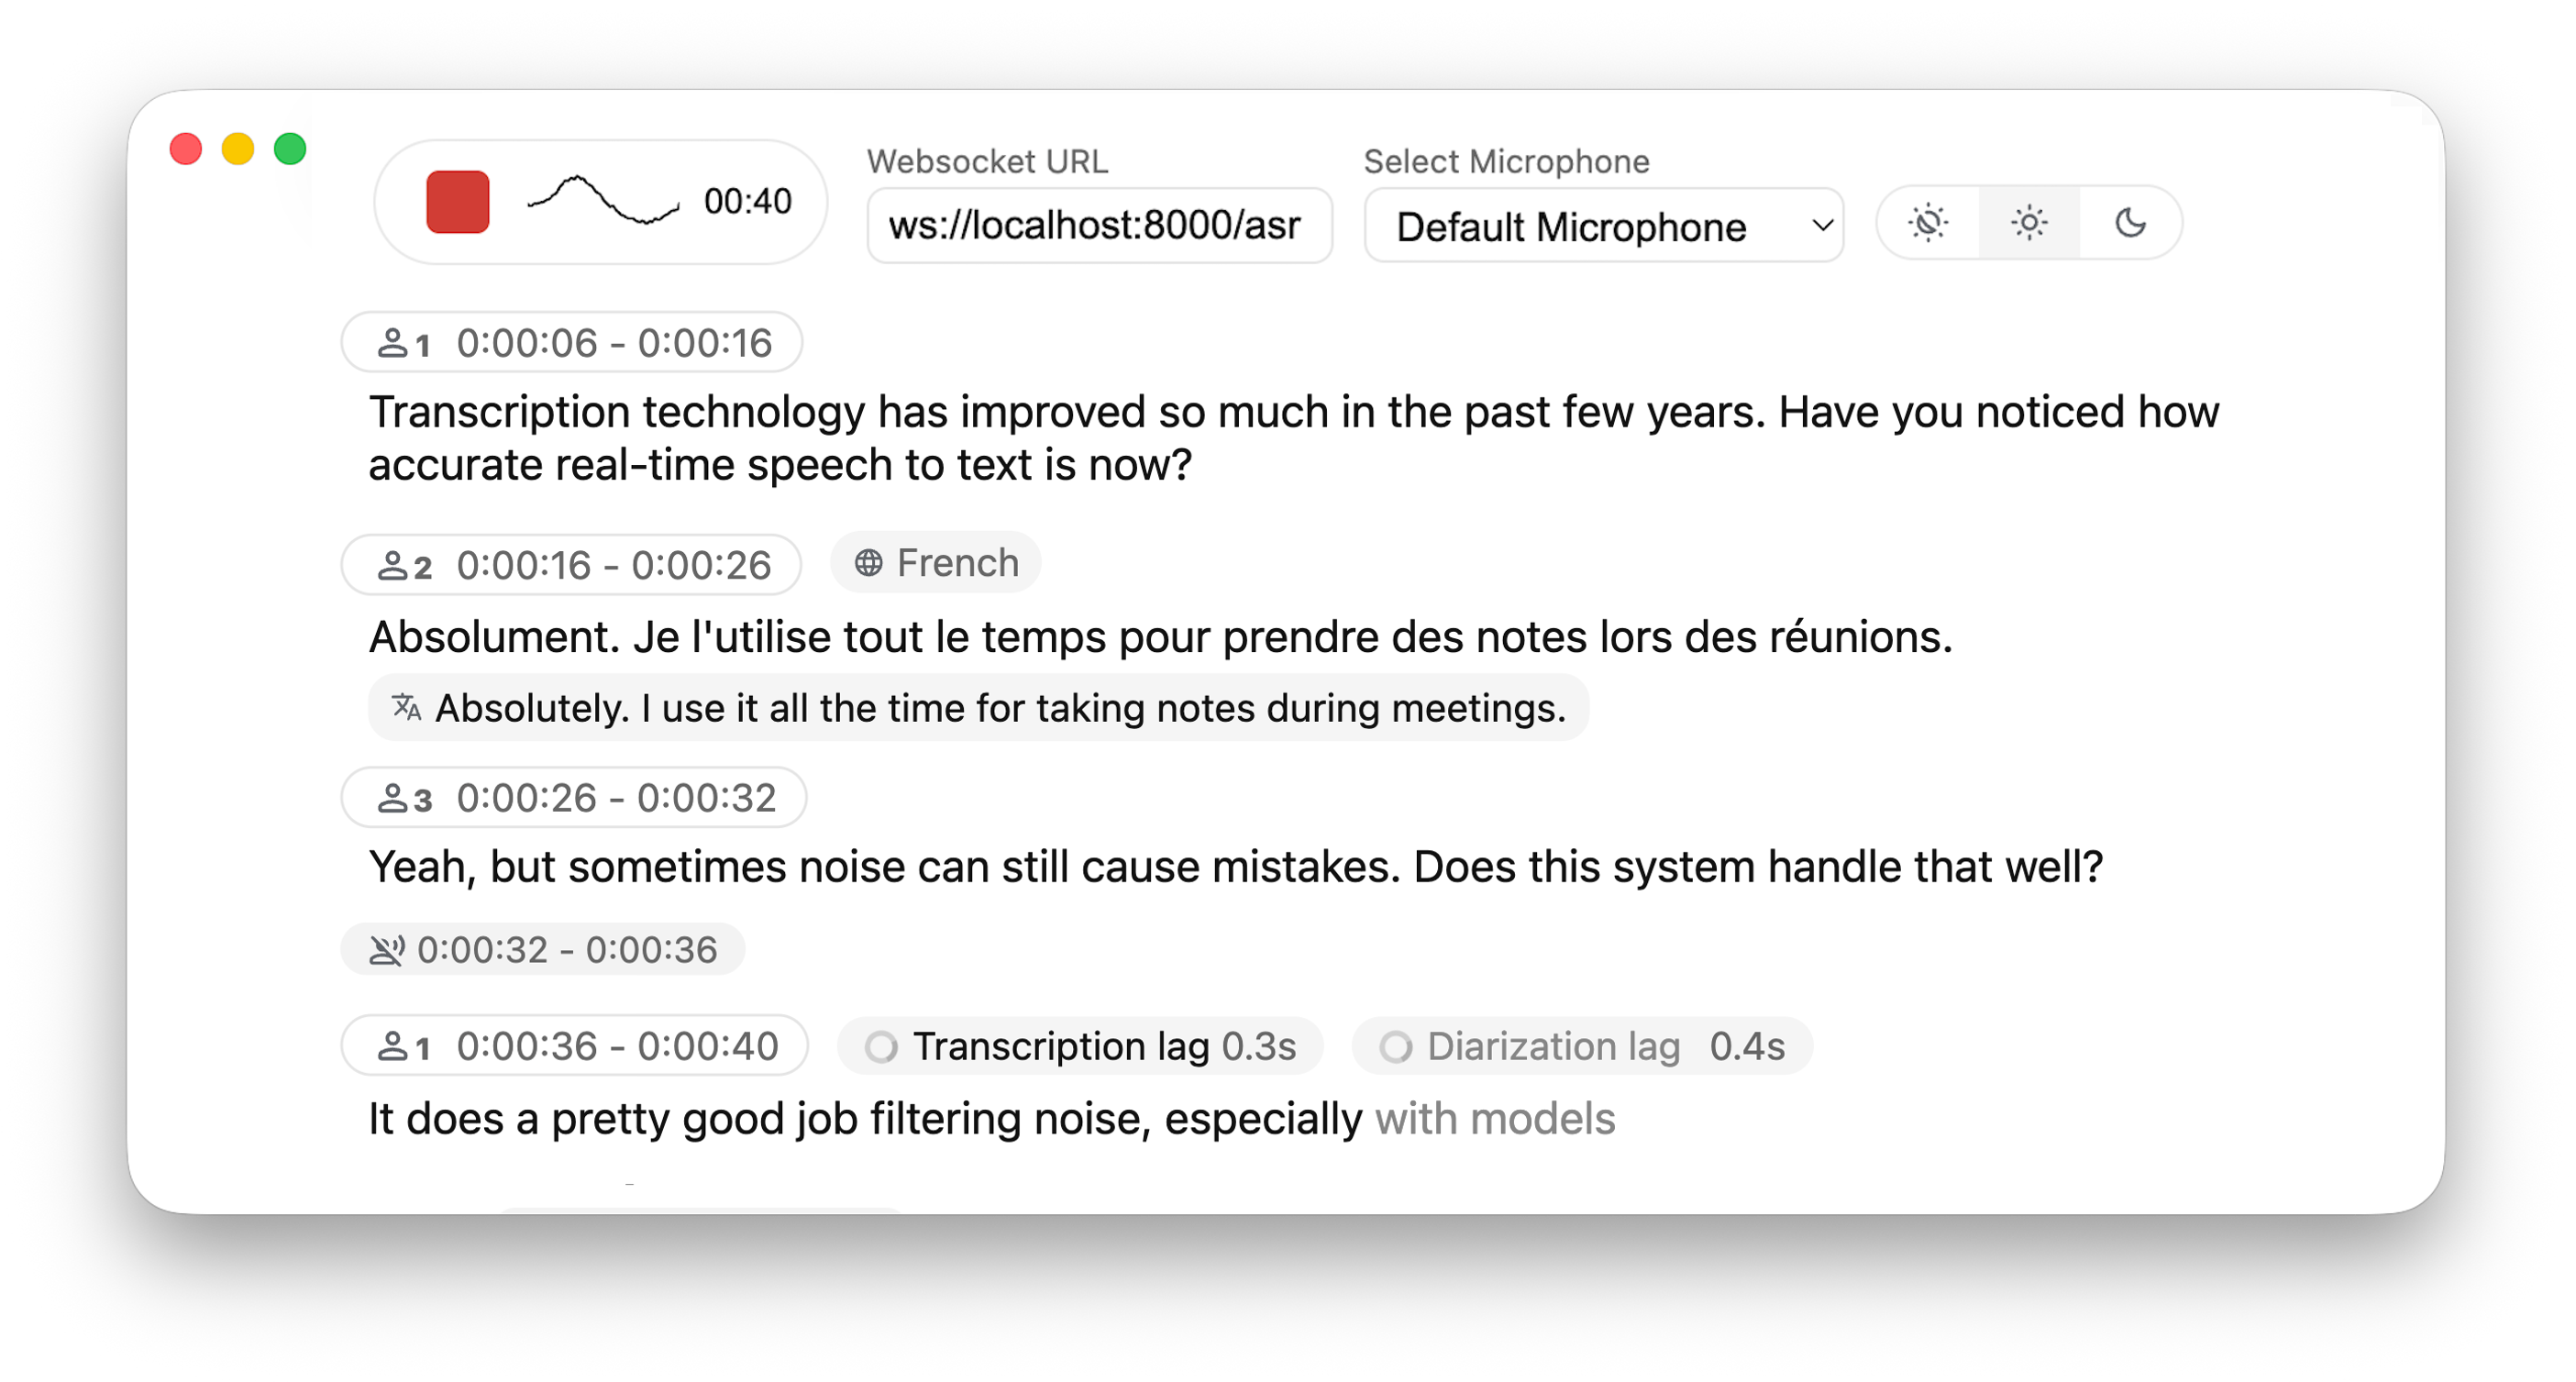 Websocket URL
Select Microphone
00:40
ws://localhost:8000/asr
Default Microphone
1 0:00:06 - 0:00:16
Transcription technology has improved so much in the past few years. Have you noticed how
accurate real-time speech to text is now?
2 0:00:16 - 0:00:26
French
Absolument. Je l'utilise tout le temps pour prendre des notes lors des réunions.
Absolutely. I use it all the time for taking notes during meetings.
3 0:00:26 - 0:00:32
Yeah, but sometimes noise can still cause mistakes. Does this system handle that well?
0:00:32 - 0:00:36
1 0:00:36 - 0:00:40
Transcription lag 0.3s
Diarization lag 0.4s
It does a pretty good job filtering noise, especially with models